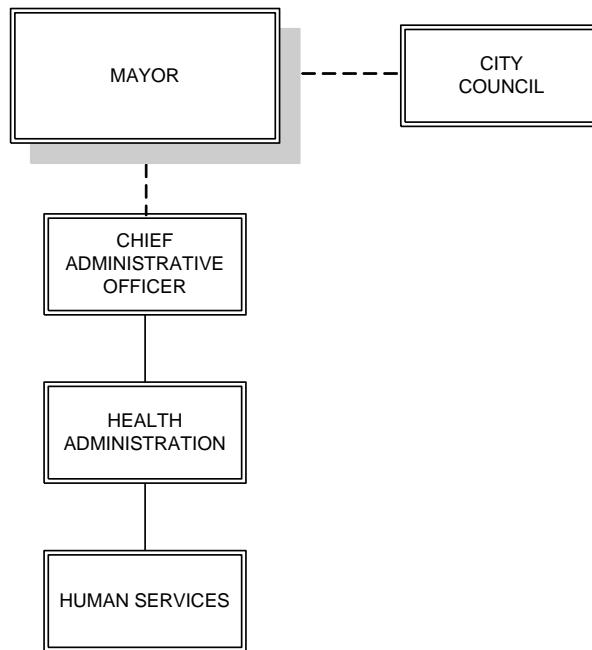 MAYOR
CITY
COUNCIL
CHIEF
ADMINISTRATIVE
OFFICER
HEALTH
ADMINISTRATION
HUMAN SERVICES